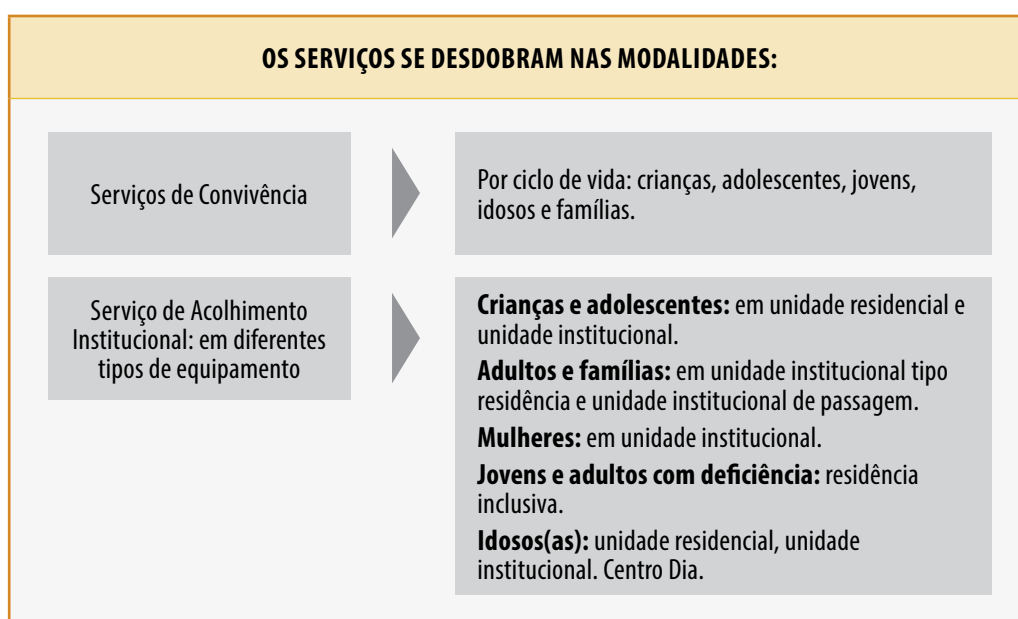 OS SERVIÇOS SE DESDOBRAM NAS MODALIDADES:
Serviços de Convivência
Por ciclo de vida: crianças, adolescentes, jovens,
idosos e famílias.
Serviço de Acolhimento
Institucional: em diferentes
tipos de equipamento
Crianças e adolescentes: em unidade residencial e
unidade institucional.
Adultos e famílias: em unidade institucional tipo
residência e unidade institucional de passagem.
Mulheres: em unidade institucional.
Jovens e adultos com deficiência: residência
inclusiva.
Idosos(as): unidade residencial, unidade
institucional. Centro Dia.